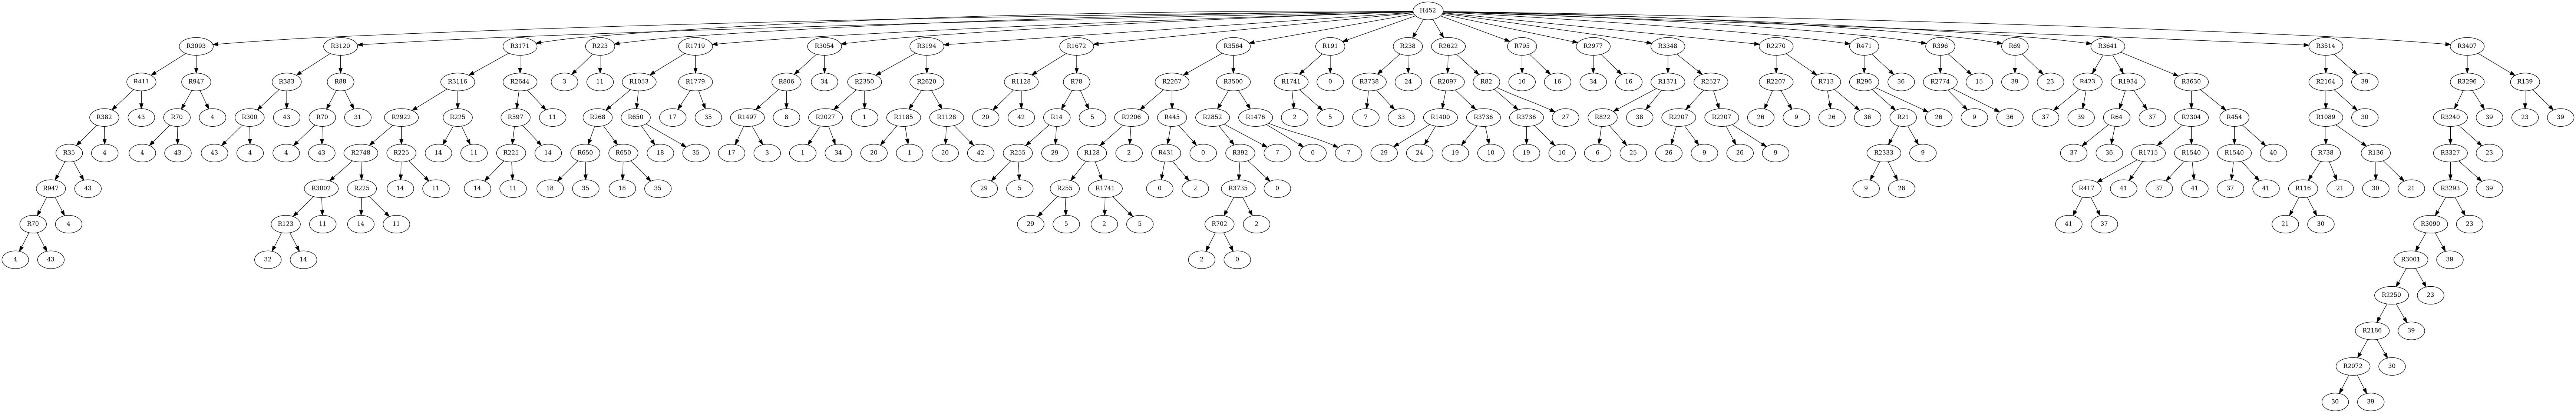 H452
R3093 R3120 R3171 R223 R1719 R3054 R3194 R1672 R3564 R191 R238 R2622 R795 R2977 R3348 R2270 R471 R396 R69 R3641 R3514 R3407
R411 R947 R383 R88 R3116 R2644 3 11 R1053 R1779 R806 34 R2350 R2620 R1128 R78 R2267 R3500 R1741 0 R3738 24 R2097 R82 10 16 34 16 R1371 R2527 R2207 R713 R296 36 R2774 15 39 23 R423 R1934 R3630 R2164 39 R3296 R139
R382 43 R70 4 R300 43 R70 31 R2922 R225 R597 11 R268 R650 17 35 R1497 8 R2027 1 R1185 R1128 20 42 R14 5 R2206 R445 R2852 R1476 2 5 7 33 R1400 R3736 R3736 27 R822 38 R2207 R2207 26 9 26 36 R21 26 9 36 37 39 R64 37 R2304 R454 R1089 30 R3240 39 23 39
R35 4 4 43 43 4 4 43 R2748 R225 14 11 R225 14 R650 R650 18 35 17 3 1 34 20 1 20 42 R255 29 R128 2 R431 0 R392 7 0 7 29 24 19 10 19 10 6 25 26 9 26 9 R2333 9 37 36 R1715 R1540 R1540 40 R738 R136 R3327 23
R947 43 R3002 R225 14 11 14 11 18 35 18 35 29 5 R255 R1741 0 2 R3735 0 9 26 R417 41 37 41 37 41 R116 21 30 21 R3293 39
R70 4 R123 11 14 11 29 5 2 5 R702 2 41 37 21 30 R3090 23
4 43 32 14 2 0 R3001 39
R2250 23
R2186 39
R2072 30
30 39